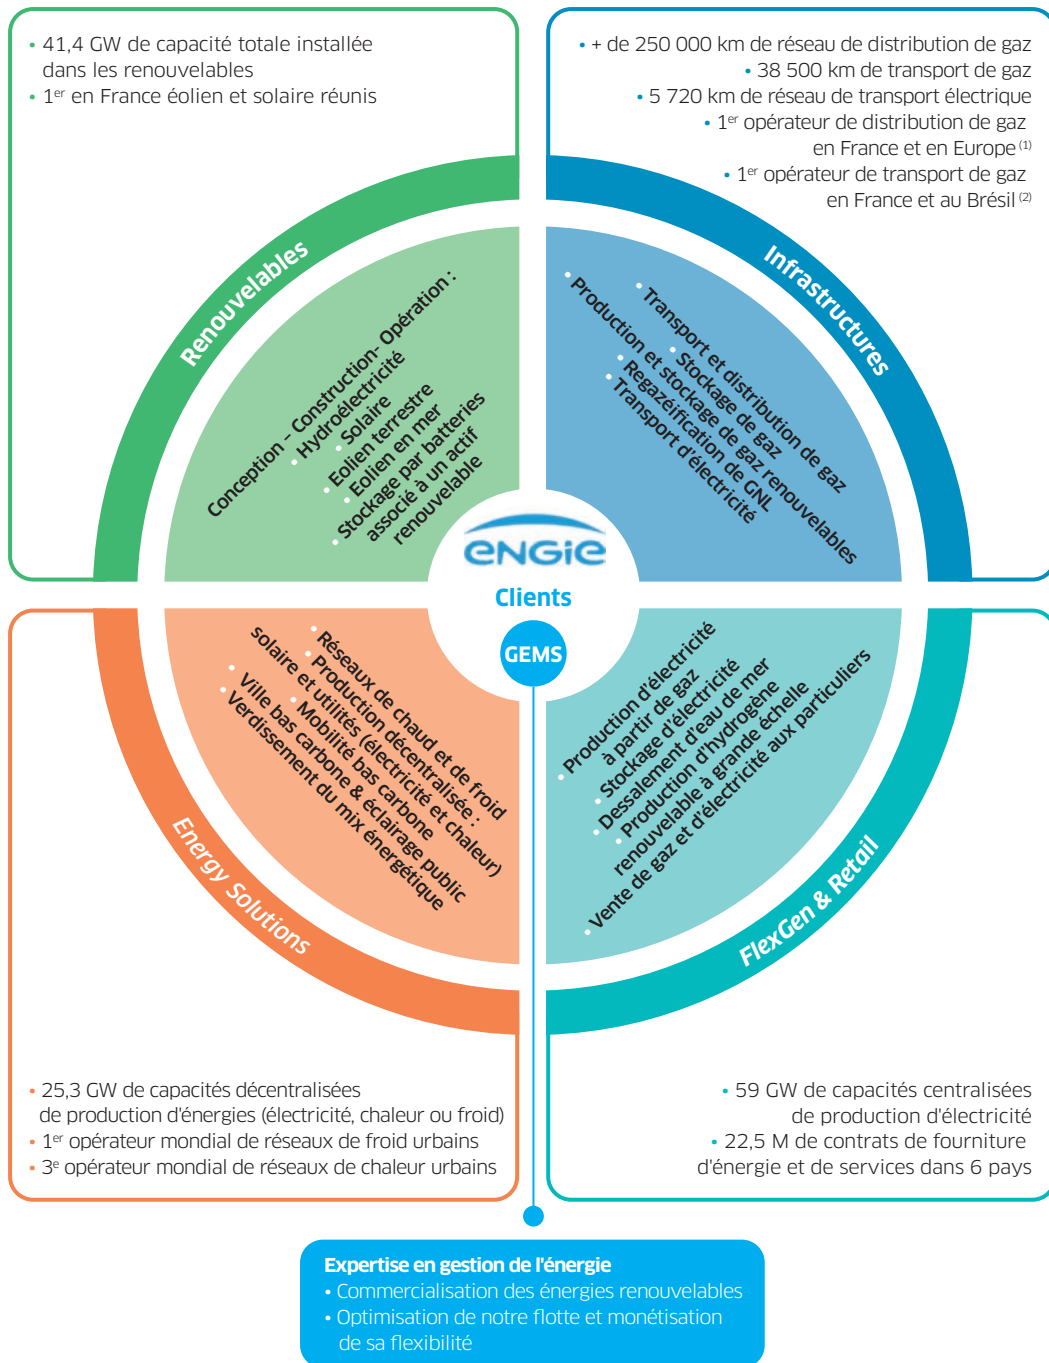 • 41,4 GW de capacité totale installée
dans les renouvelables
• 1er en France éolien et solaire réunis
• + de 250 000 km de réseau de distribution de gaz
• 38 500 km de transport de gaz
• 5 720 km de réseau de transport électrique
• 1er opérateur de distribution de gaz
en France et en Europe (1)
• 1er opérateur de transport de gaz
en France et au Brésil (2)
Renouvelables
Conception – Construction- Opération :
• Hydroélectricité
• Solaire
• Eolien terrestre
• Eolien en mer
• Stockage par batteries
associé à un actif
renouvelable
Infrastructures
• Transport et distribution de gaz
• Stockage de gaz
• Production et stockage de gaz renouvelables
• Regazéification de GNL
• Transport d'électricité
ENGIE
Clients
GEMS
Energy Solutions
• Réseaux de chaud et de froid
• Production décentralisée :
solaire et utilités (électricité et chaleur)
• Mobilité bas carbone
• Ville bas carbone & éclairage public
• Verdissement du mix énergétique
FlexGen & Retail
• Production d'électricité
à partir de gaz
• Stockage d'électricité
• Dessalement d'eau de mer
• Production d'hydrogène
renouvelable à grande échelle
• Vente de gaz et d'électricité aux particuliers
• 25,3 GW de capacités décentralisées
de production d'énergies (électricité, chaleur ou froid)
• 1er opérateur mondial de réseaux de froid urbains
• 3e opérateur mondial de réseaux de chaleur urbains
• 59 GW de capacités centralisées
de production d'électricité
• 22,5 M de contrats de fourniture
d'énergie et de services dans 6 pays
Expertise en gestion de l'énergie
• Commercialisation des énergies renouvelables
• Optimisation de notre flotte et monétisation
de sa flexibilité